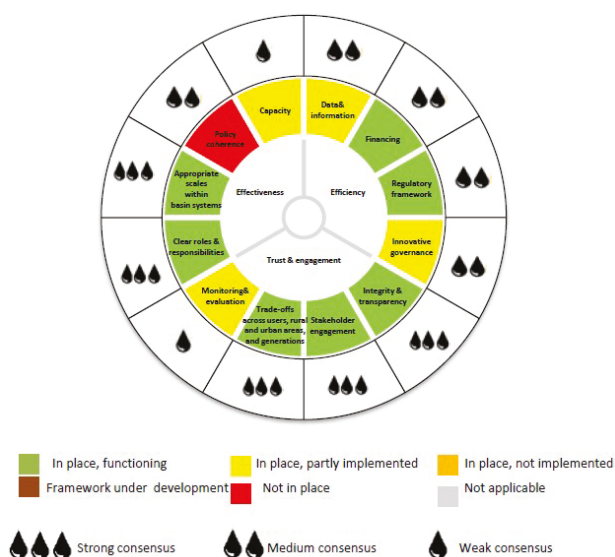 Capacity
Data&
information
Policy
coherence
Financing
Appropriate
scales
within
basin systems
Effectiveness
Efficiency
Regulatory
framework
Clear roles &
responsibilities
Innovative
governance
Trust & engagement
Monitoring&
evaluation
Integrity &
transparency
Trade-offs
across users, rural
and urban areas,
and generations
Stakeholder
engagement
In place, functioning
In place, partly implemented
In place, not implemented
Framework under development
Not in place
Not applicable
Strong consensus
Medium consensus
Weak consensus